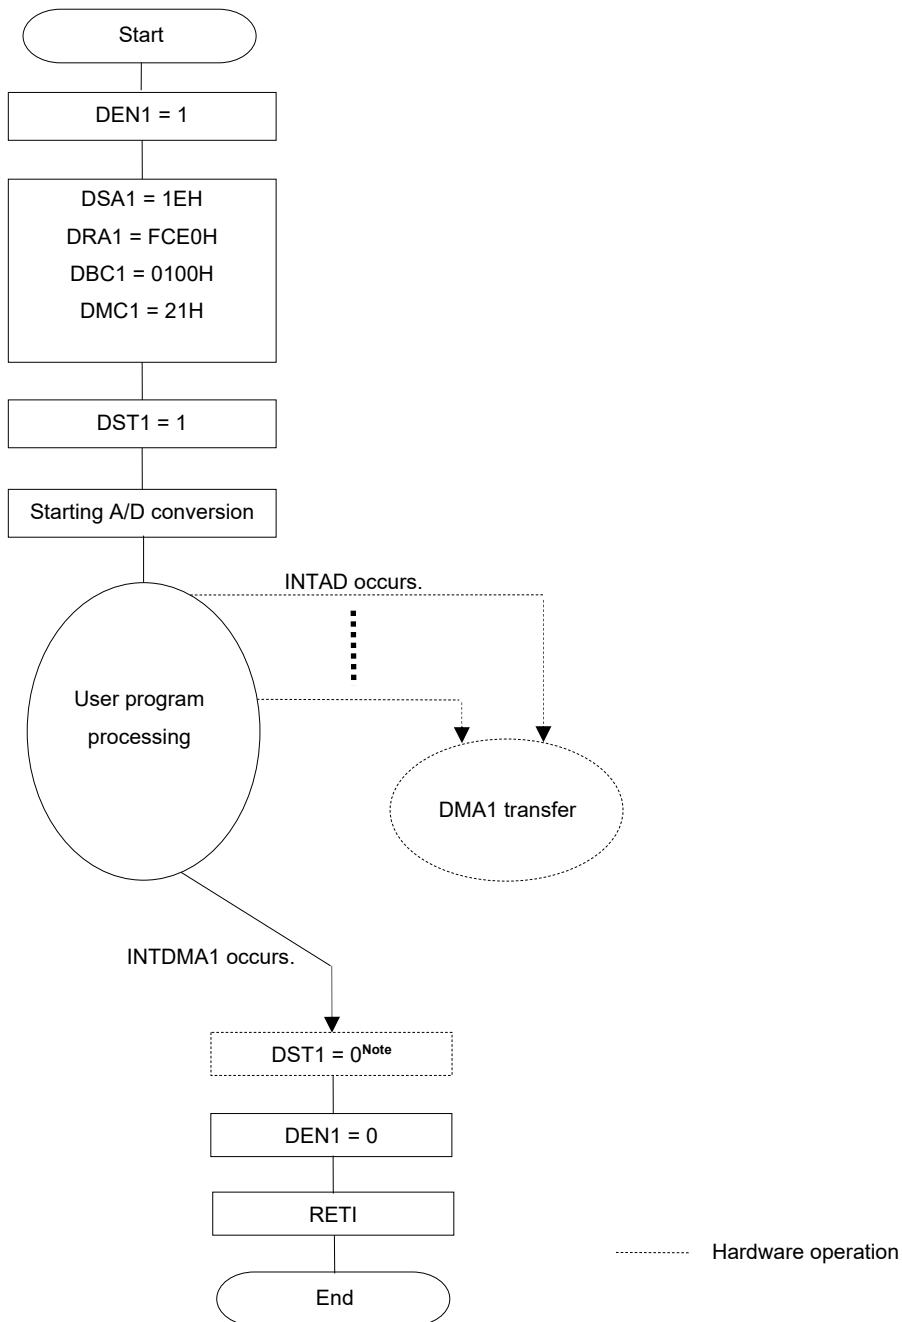 Start
DEN1 = 1
DSA1 = 1EH
DRA1 = FCE0H
DBC1 = 0100H
DMC1 = 21H
DST1 = 1
Starting A/D conversion
INTAD occurs.
User program
processing
DMA1 transfer
INTDMA1 occurs.
DST1 = 0Note
DEN1 = 0
RETI
Hardware operation
End